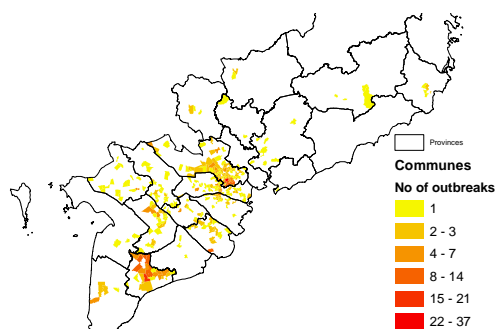 Provinces
Communes
No of outbreaks
1
2 - 3
4 - 7
8 - 14
15 - 21
22 - 37